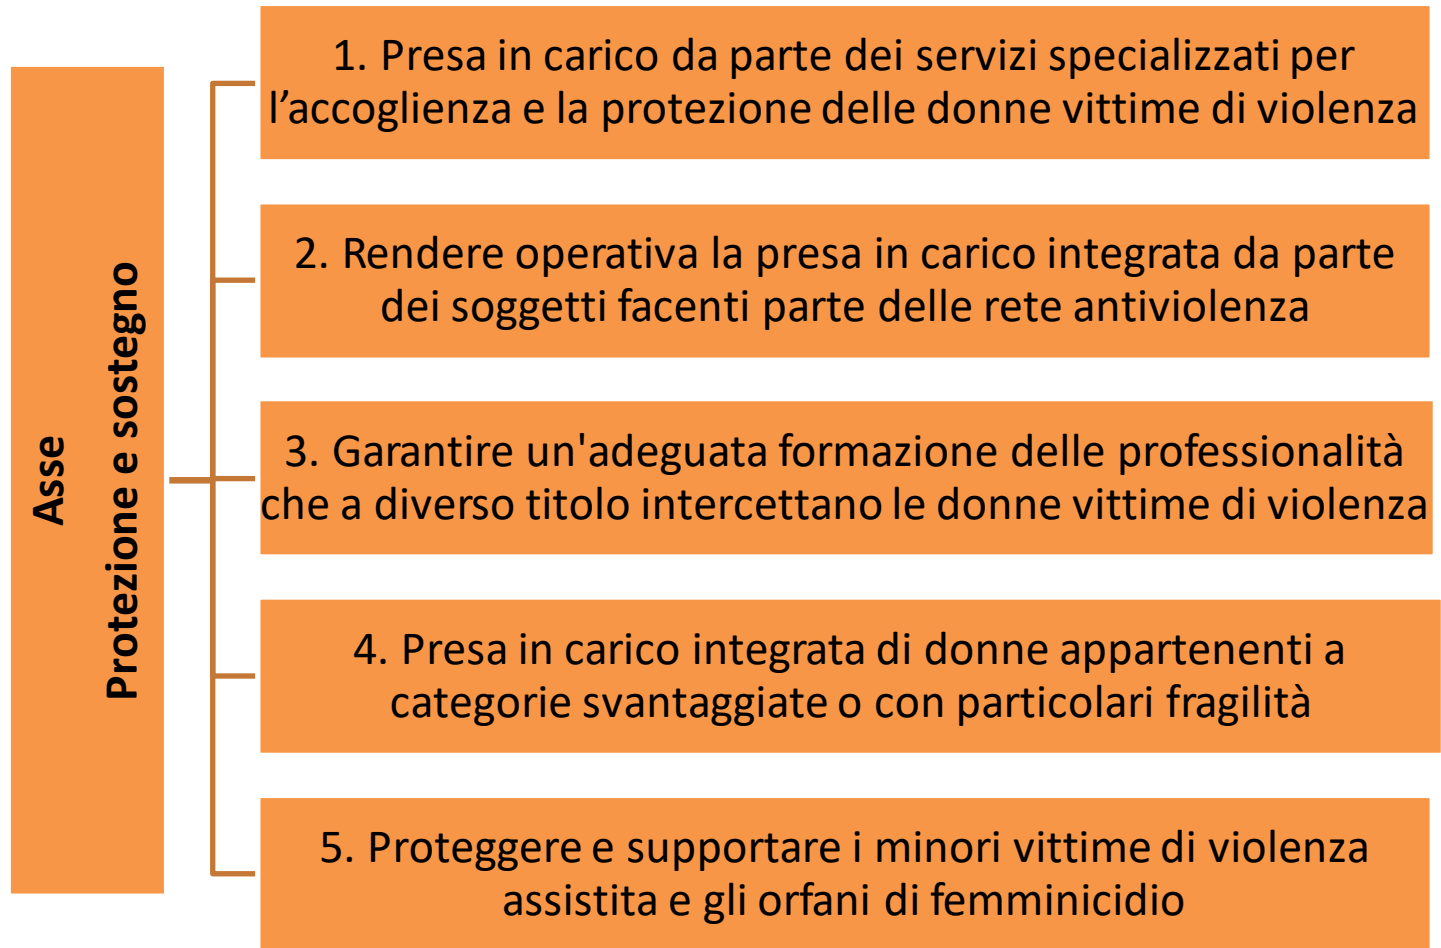 Asse
Protezione e sostegno
1. Presa in carico da parte dei servizi specializzati per
l’accoglienza e la protezione delle donne vittime di violenza
2. Rendere operativa la presa in carico integrata da parte
dei soggetti facenti parte delle rete antiviolenza
3. Garantire un'adeguata formazione delle professionalità
che a diverso titolo intercettano le donne vittime di violenza
4. Presa in carico integrata di donne appartenenti a
categorie svantaggiate o con particolari fragilità
5. Proteggere e supportare i minori vittime di violenza
assistita e gli orfani di femminicidio